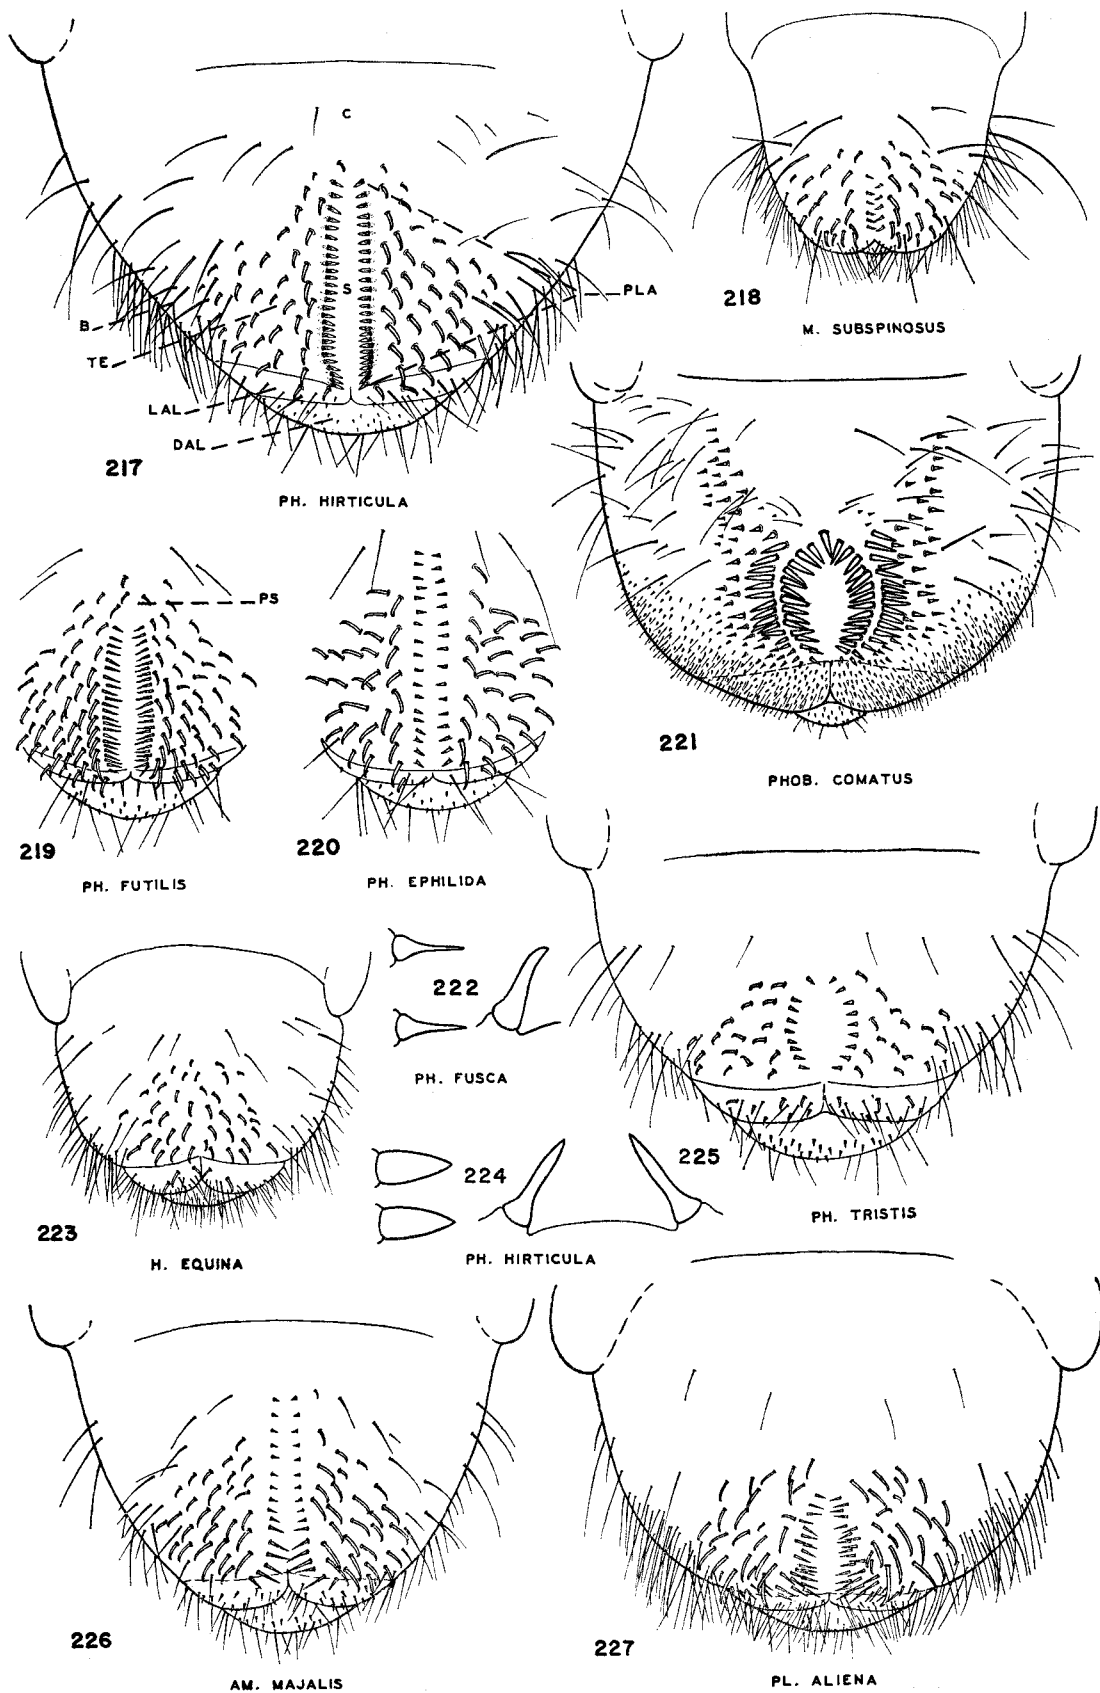 C
S
B
TE
LAL
DAL
PLA
217
PH. HIRTICULA
218
M. SUBSPINOSUS
PS
219
PH. FUTILIS
220
PH. EPHILIDA
221
PHOB. COMATUS
222
PH. FUSCA
223
H. EQUINA
224
PH. HIRTICULA
225
PH. TRISTIS
226
AM. MAJALIS
227
PL. ALIENA